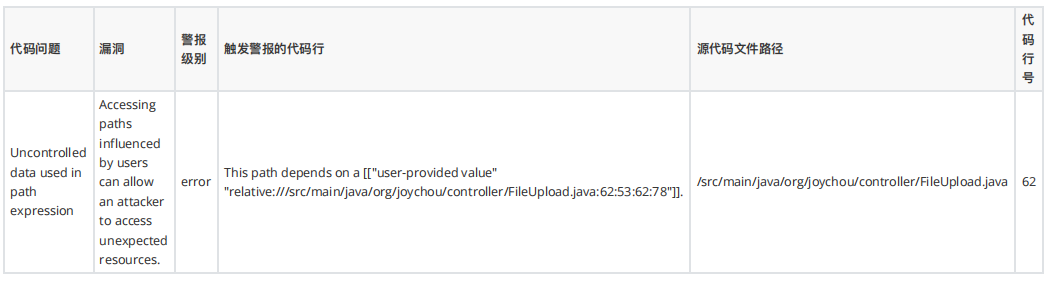 代码问题
漏洞
警报
级别
触发警报的代码行
源代码文件路径
代
码
行
号
Uncontrolled
data used in
path
expression
Accessing
paths
influenced
by users
can allow
an attacker
to access
unexpected
resources.
error
This path depends on a [["user-provided value"
"relative:///src/main/java/org/joychou/controller/FileUpload.java:62:53:62:78"]].
/src/main/java/org/joychou/controller/FileUpload.java
62